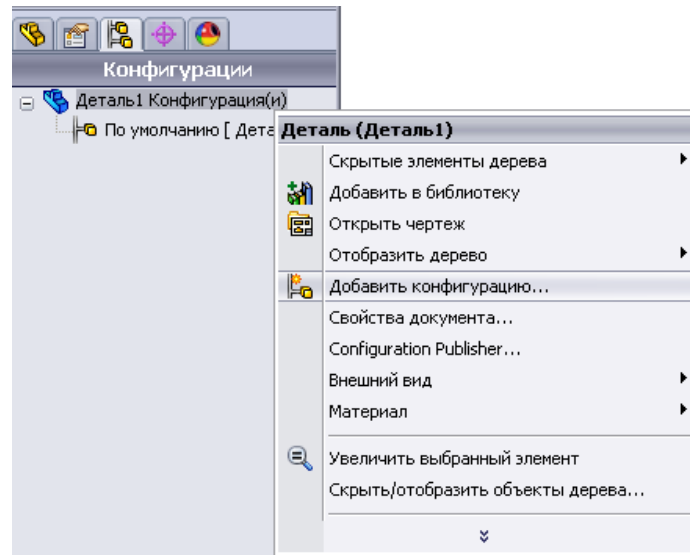 Конфигурации
Деталь1 Конфигурация(и)
По умолчанию [ Дета
Деталь (Деталь1)
Скрытые элементы дерева
Добавить в библиотеку
Открыть чертеж
Отобразить дерево
Добавить конфигурацию...
Свойства документа...
Configuration Publisher...
Внешний вид
Материал
Увеличить выбранный элемент
Скрыть/отобразить объекты дерева...